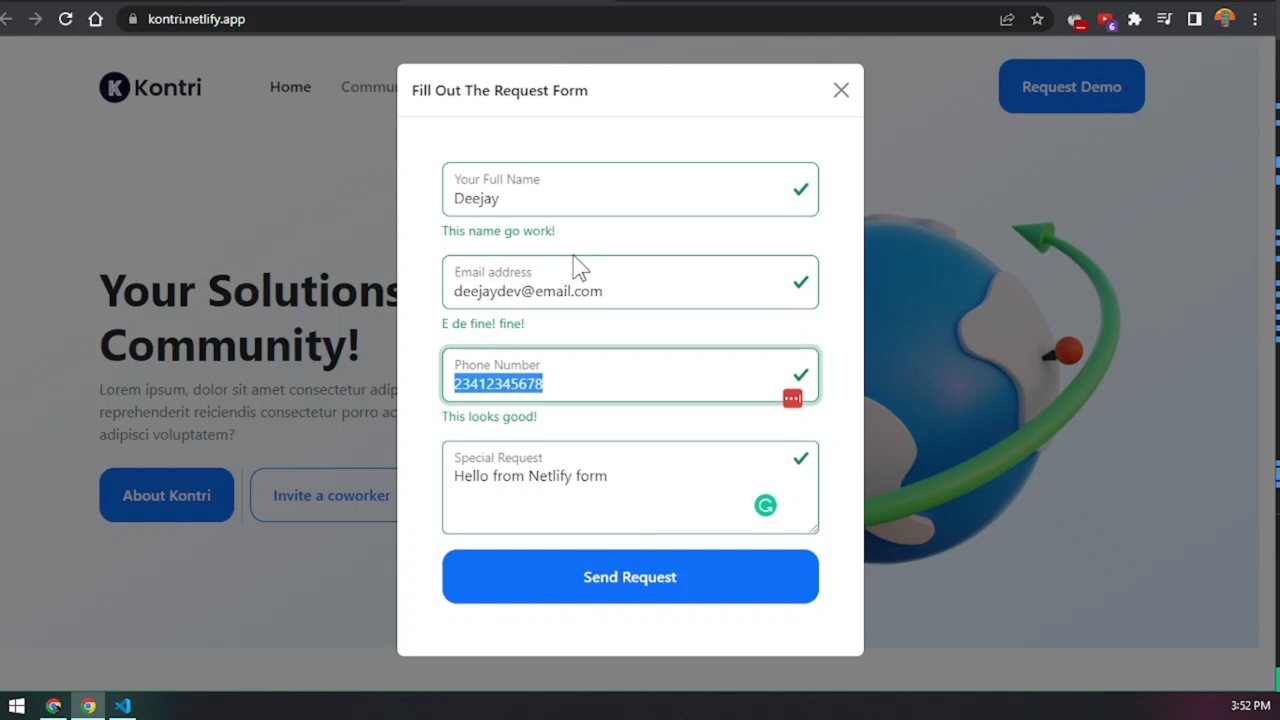 kontri.netlify.app
6
Kontri
Home
Commu
Request Demo
Fill Out The Request Form
Your Full Name
Deejay
This name go work!
Email address
deejaydev@email.com
E de fine! fine!
Phone Number
23412345678
This looks good!
Special Request
Hello from Netlify form
Send Request
Your Solutions
Community!
Lorem ipsum dolor sit amet consectetur adip
reprehenderit reiciendis consectetur porro ac
adipisci voluptatem?
About Kontri
Invite a coworker
3:52 PM